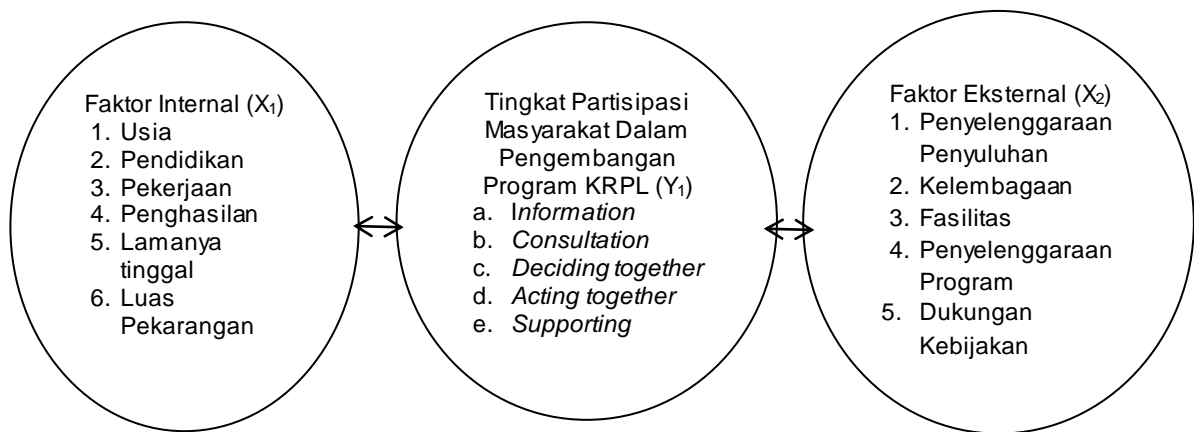 Faktor Internal (X₁)
1. Usia
2. Pendidikan
3. Pekerjaan
4. Penghasilan
5. Lamanya
tinggal
6. Luas
Pekarangan
Tingkat Partisipasi
Masyarakat Dalam
Pengembangan
Program KRPL (Y₁)
a. Information
b. Consultation
c. Deciding together
d. Acting together
e. Supporting
Faktor Eksternal (X₂)
1. Penyelenggaraan
Penyuluhan
2. Kelembagaan
3. Fasilitas
4. Penyelenggaraan
Program
5. Dukungan
Kebijakan